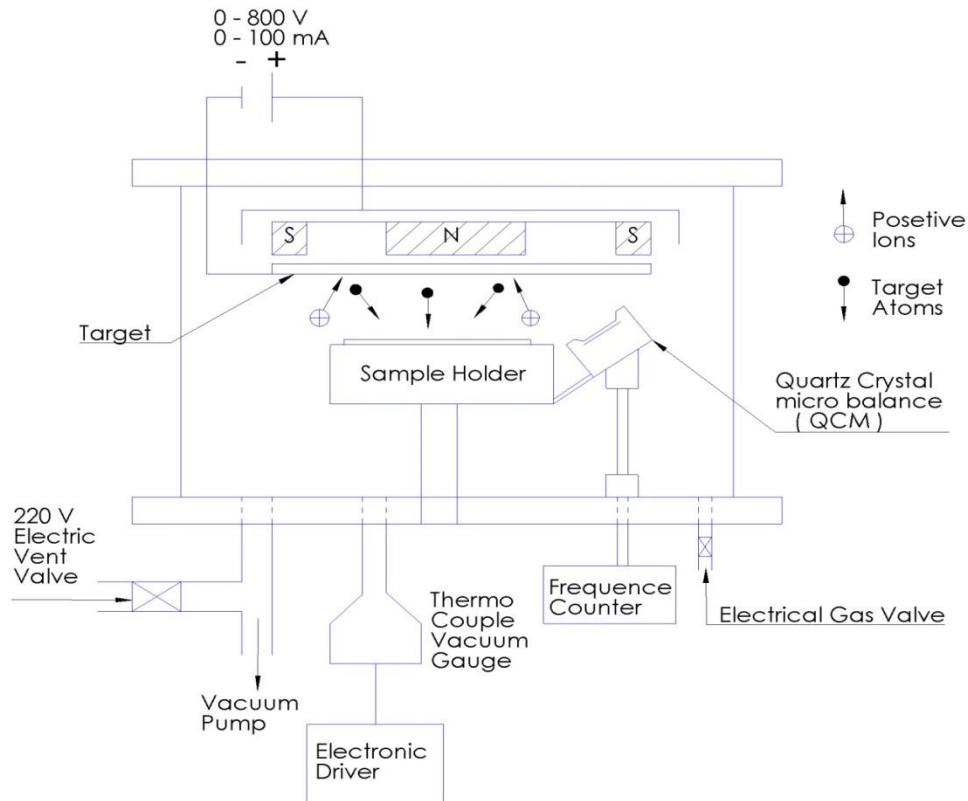 0 - 800 V
0 - 100 mA
- +
S
N
S
Posetive
Ions
Target
Atoms
Target
Sample Holder
Quartz Crystal
micro balance
( QCM )
220 V
Electric
Vent
Valve
Thermo
Couple
Vacuum
Gauge
Frequence
Counter
Electrical Gas Valve
Vacuum
Pump
Electronic
Driver